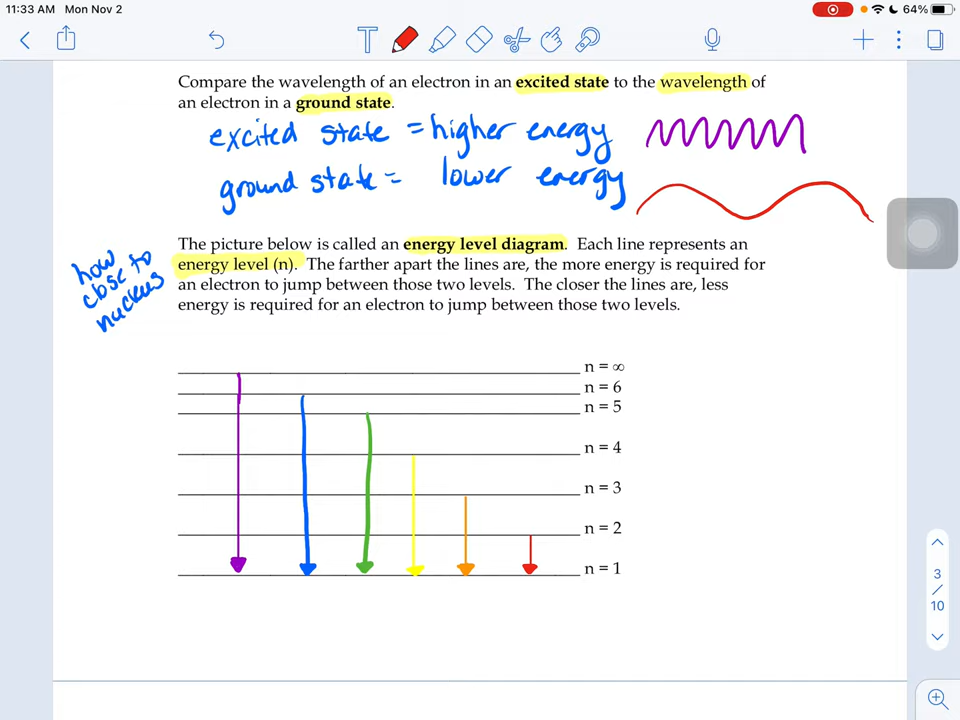 11:33 AM Mon Nov 2
64%
Compare the wavelength of an electron in an excited state to the wavelength of
an electron in a ground state.
excited state = higher energy
ground state = lower energy
The picture below is called an energy level diagram. Each line represents an
energy level (n). The farther apart the lines are, the more energy is required for
an electron to jump between those two levels. The closer the lines are, less
energy is required for an electron to jump between those two levels.
how
close to
nucleus
n = ∞
n = 6
n = 5
n = 4
n = 3
n = 2
n = 1
3
/
10